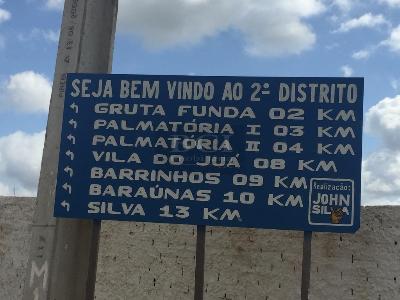 SEJA BEM VINDO AO 2º DISTRITO
GRUTA FUNDA 02 KM
PALMATÓRIA I 03 KM
PALMATÓRIA II 04 KM
VILA DO JUÁ 08 KM
BARRINHOS 09 KM
BARAÚNAS 10 KM
SILVA 13 KM
Realização:
JOHN
SILVA